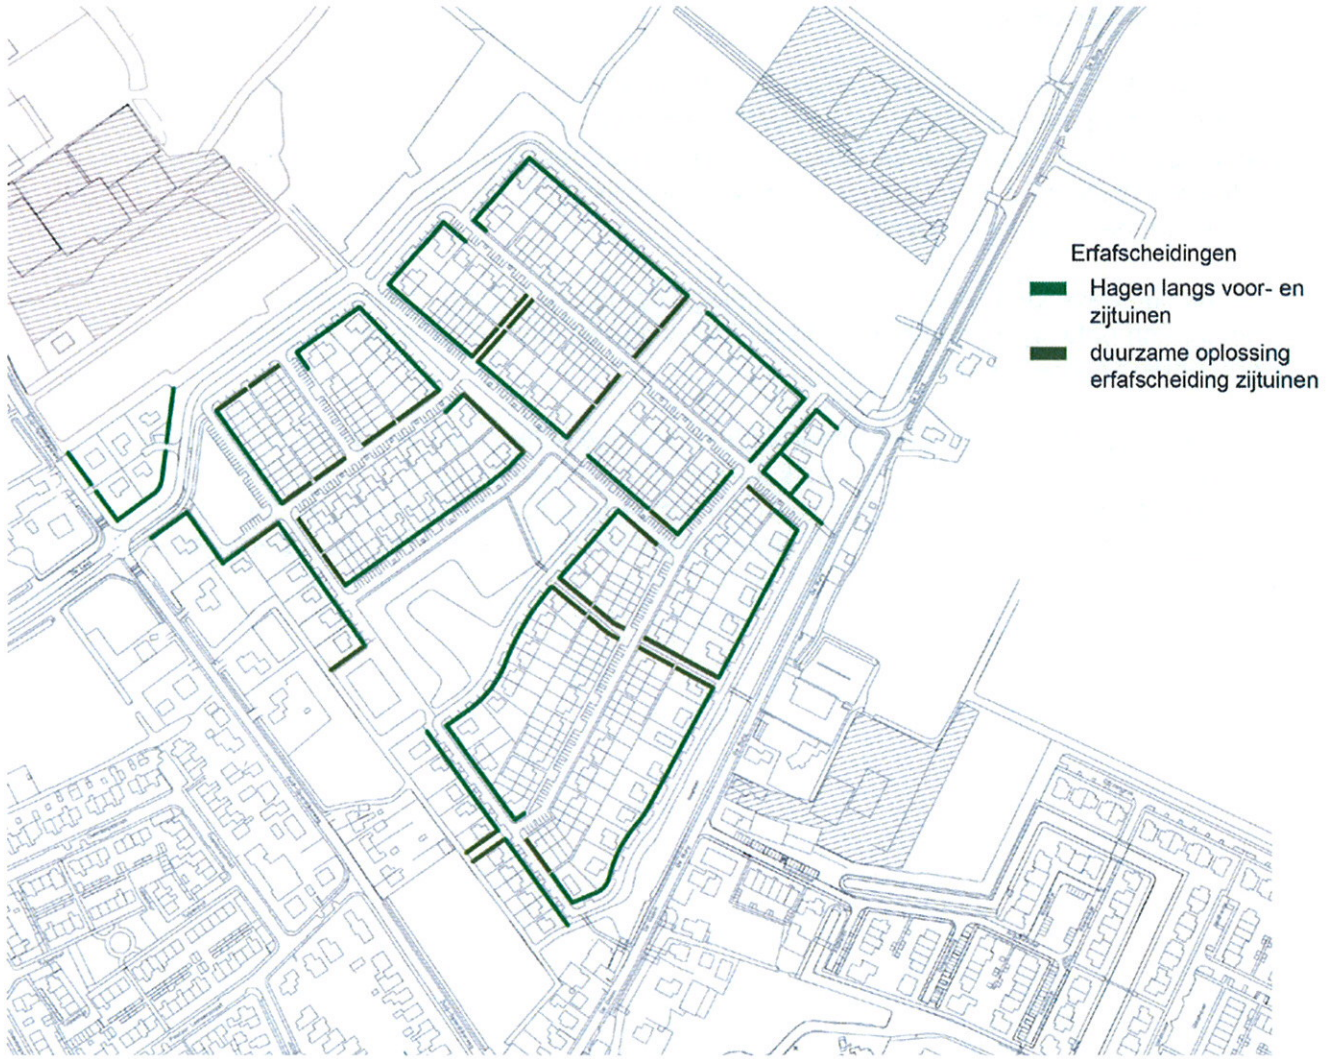 Erfafscheidingen
Hagen langs voor- en
zijtuinen
duurzame oplossing
erfafscheiding zijtuinen